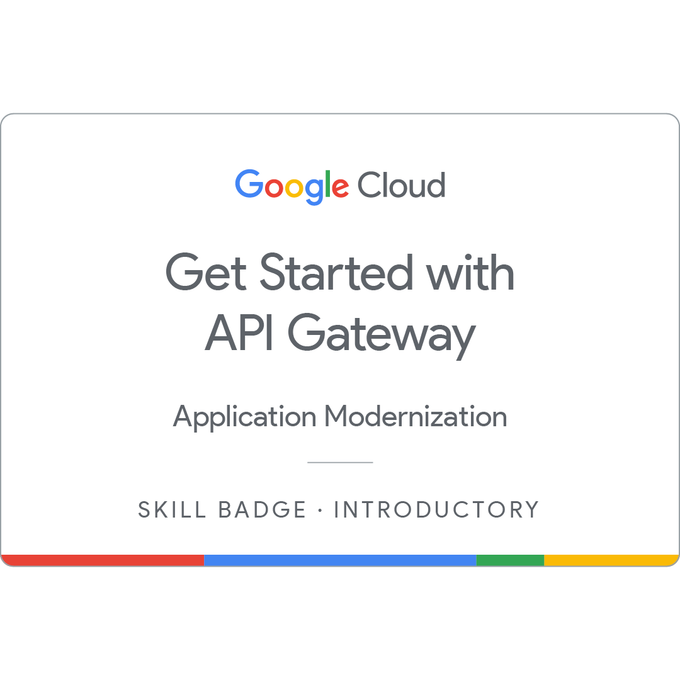 Google Cloud
Get Started with
API Gateway
Application Modernization
SKILL BADGE · INTRODUCTORY